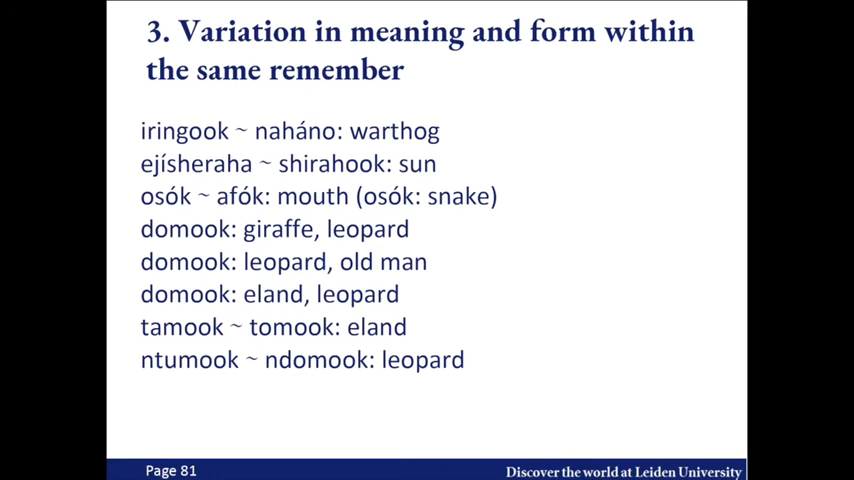 3. Variation in meaning and form within
the same remember
iringook ~ naháno: warthog
ejísheraha ~ shirahook: sun
osók ~ afók: mouth (osók: snake)
domook: giraffe, leopard
domook: leopard, old man
domook: eland, leopard
tamook ~ tomook: eland
ntumook ~ ndomook: leopard
Page 81
Discover the world at Leiden University